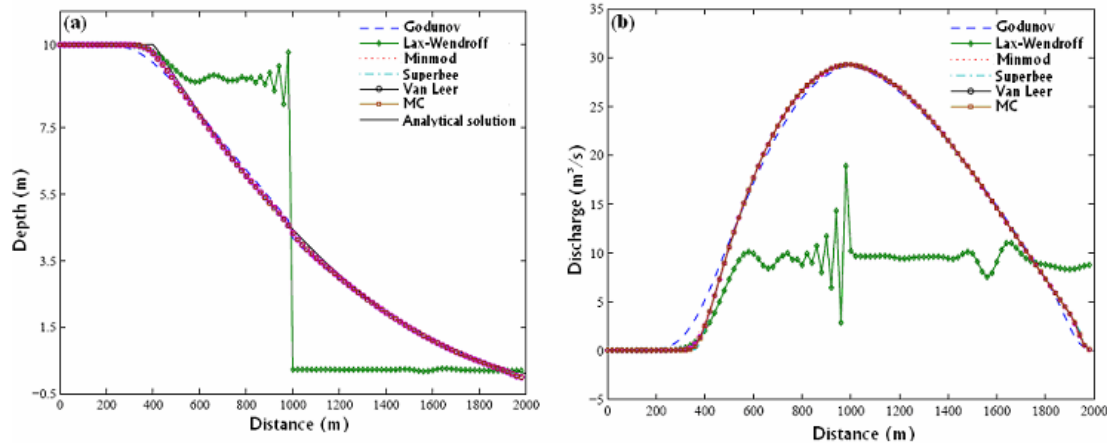 (a)
Godunov
Lax-Wendroff
Minmod
Superbee
Van Leer
MC
Analytical solution
10
7.5
5.5
3.5
1.5
−0.5
Depth (m)
0 200 400 600 800 1000 1200 1400 1600 1800 2000
Distance (m)
(b)
Godunov
Lax-Wendroff
Minmod
Superbee
Van Leer
MC
35
30
25
20
15
10
5
0
−5
Discharge (m³/s)
0 200 400 600 800 1000 1200 1400 1600 1800 2000
Distance (m)